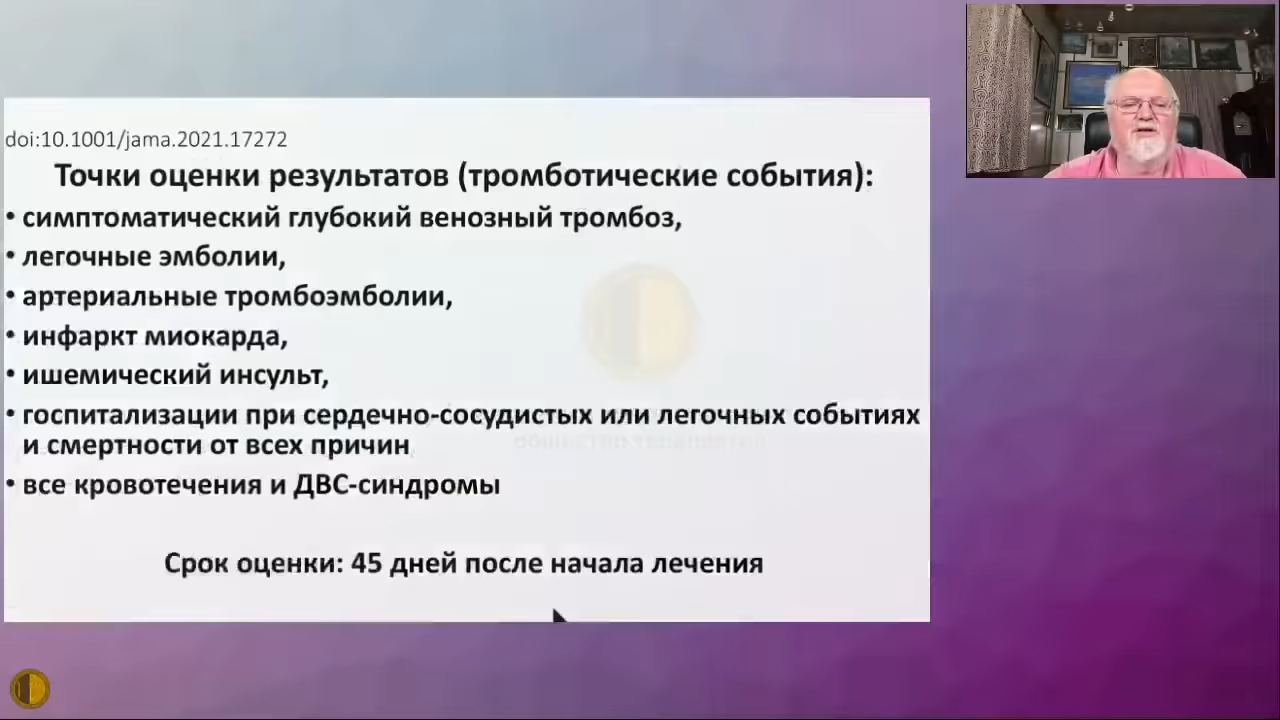 doi:10.1001/jama.2021.17272
Точки оценки результатов (тромботические события):
• симптоматический глубокий венозный тромбоз,
• легочные эмболии,
• артериальные тромбоэмболии,
• инфаркт миокарда,
• ишемический инсульт,
• госпитализации при сердечно-сосудистых или легочных событиях
и смертности от всех причин
• все кровотечения и ДВС-синдромы
Срок оценки: 45 дней после начала лечения